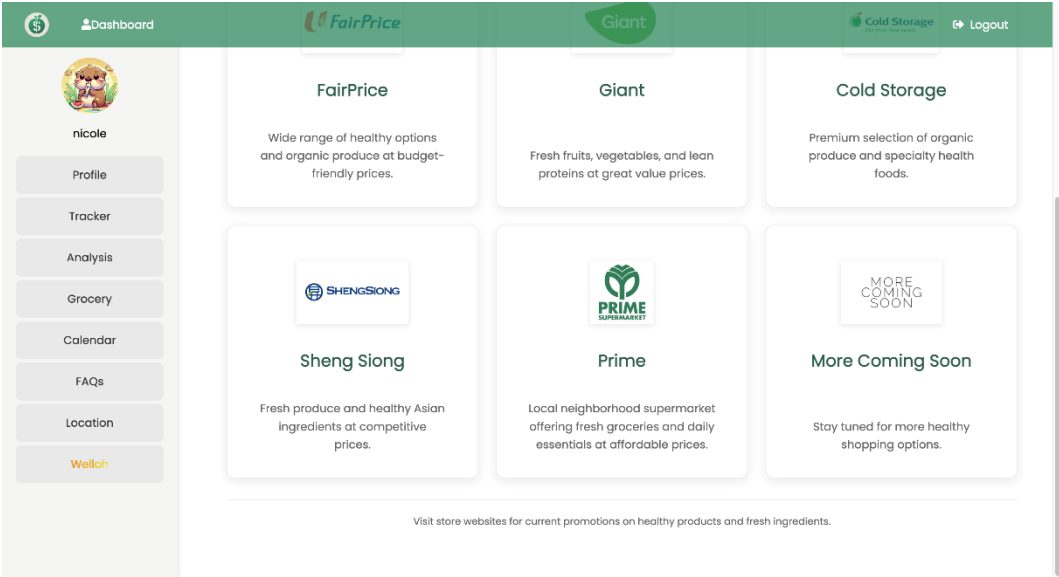 $ Dashboard
Logout
nicole
Profile
Tracker
Analysis
Grocery
Calendar
FAQs
Location
Welloh
FairPrice
Giant
Cold Storage
FairPrice
Wide range of healthy options
and organic produce at budget-
friendly prices.
Giant
Fresh fruits, vegetables, and lean
proteins at great value prices.
Cold Storage
Premium selection of organic
produce and specialty health
foods.
SHENGSIONG
Sheng Siong
Fresh produce and healthy Asian
ingredients at competitive
prices.
PRIME
SUPERMARKET
Prime
Local neighborhood supermarket
offering fresh groceries and daily
essentials at affordable prices.
MORE
COMING
SOON
More Coming Soon
Stay tuned for more healthy
shopping options.
Visit store websites for current promotions on healthy products and fresh ingredients.